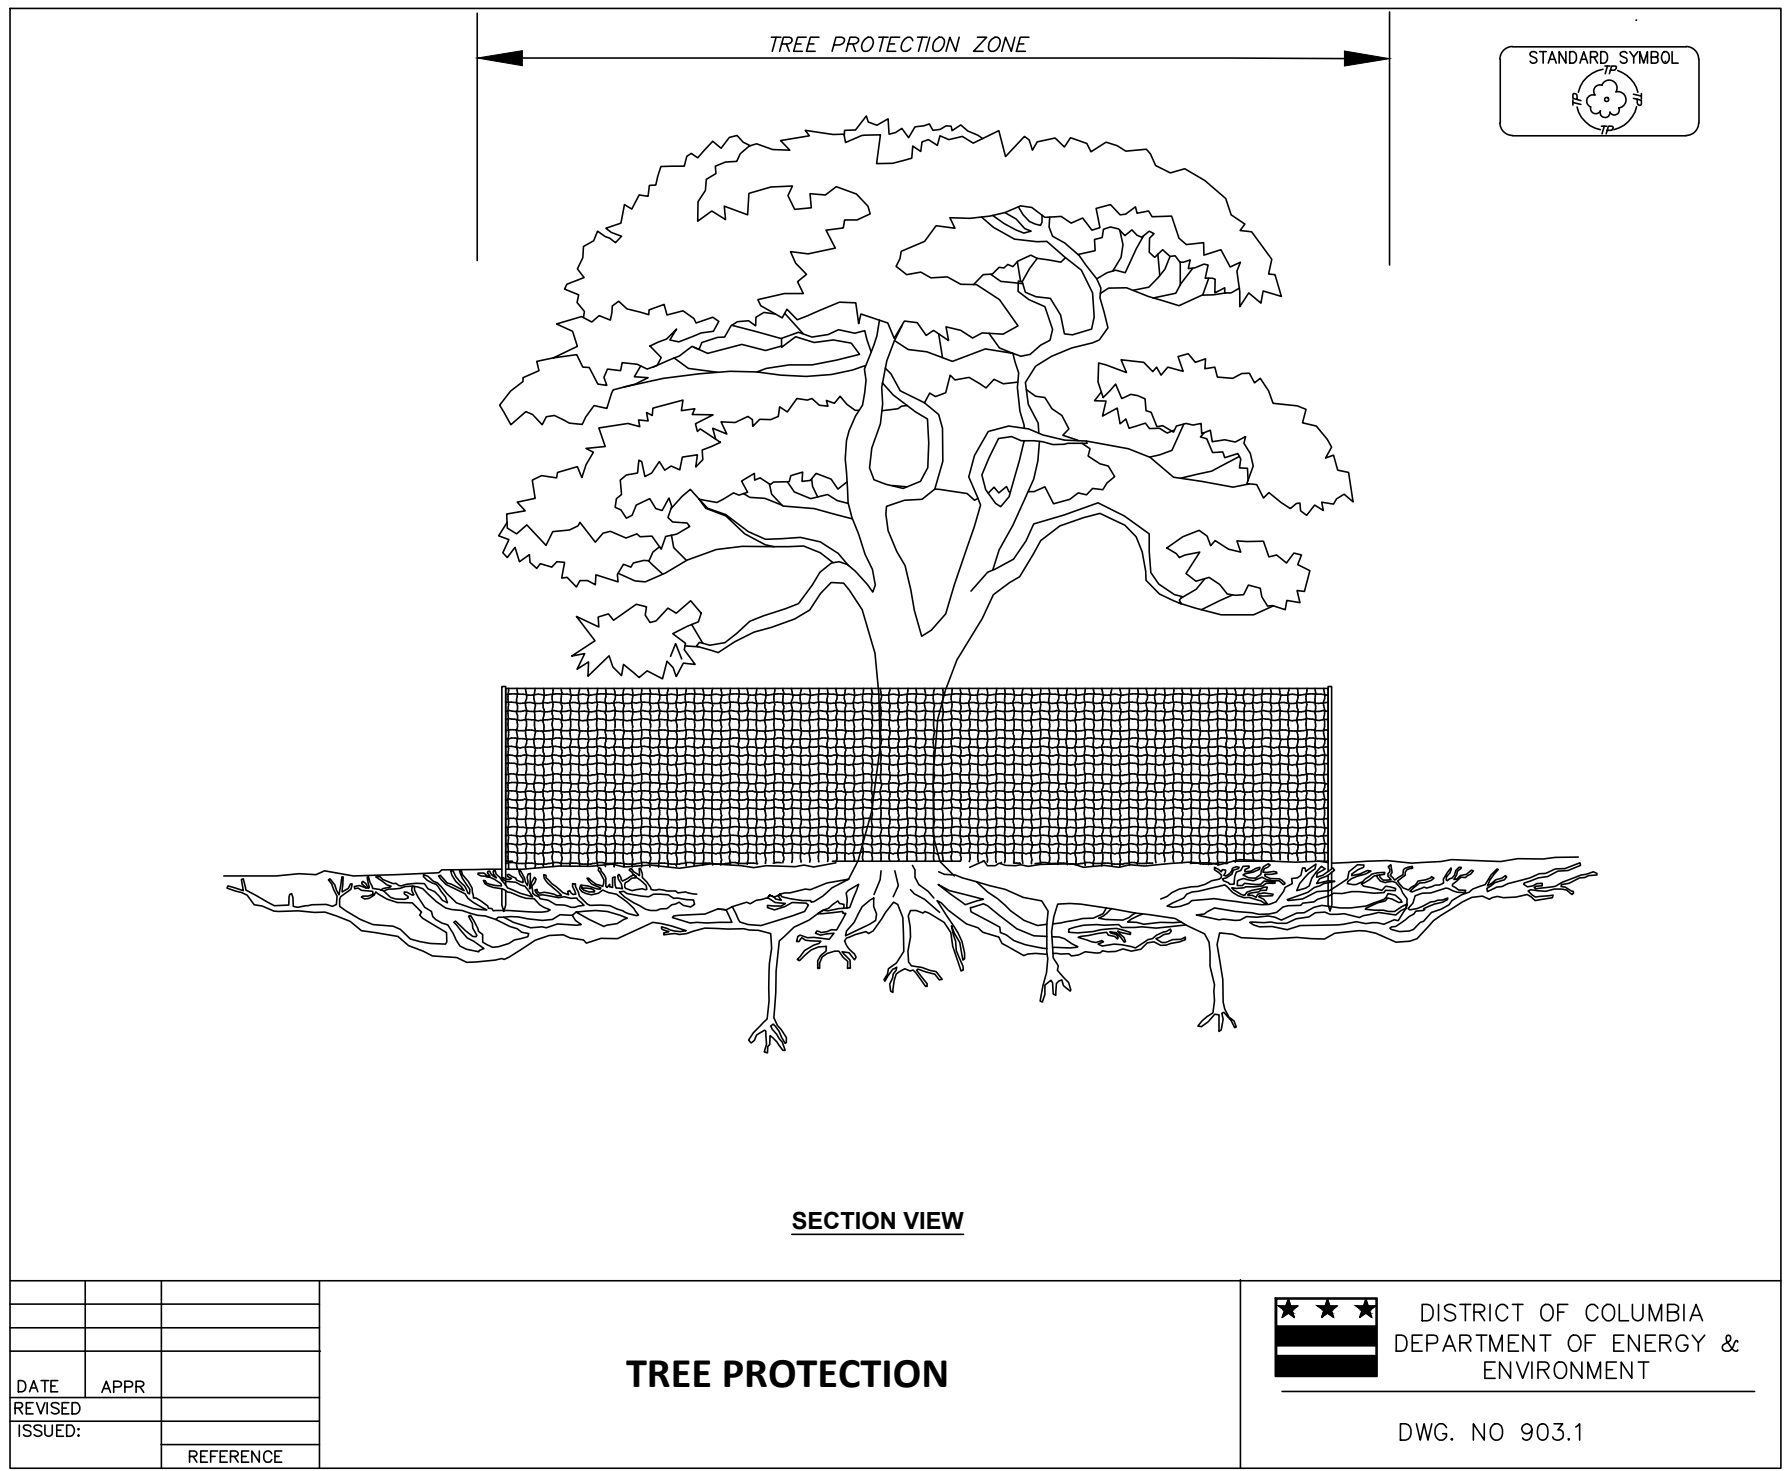 TREE PROTECTION ZONE
STANDARD SYMBOL
TP
TP
TP
TP
SECTION VIEW
DATE
APPR
REVISED
ISSUED:
REFERENCE
TREE PROTECTION
DISTRICT OF COLUMBIA
DEPARTMENT OF ENERGY &
ENVIRONMENT
DWG. NO 903.1